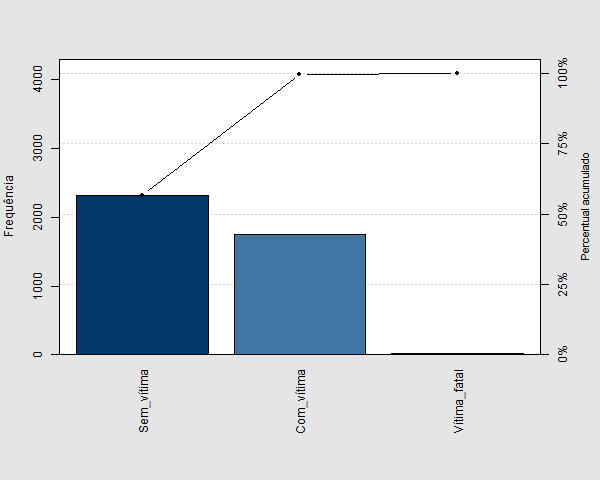 Frequência
4000
3000
2000
1000
0
100%
75%
50%
25%
0%
Percentual acumulado
Sem_vítima
Com_vítima
Vítima_fatal